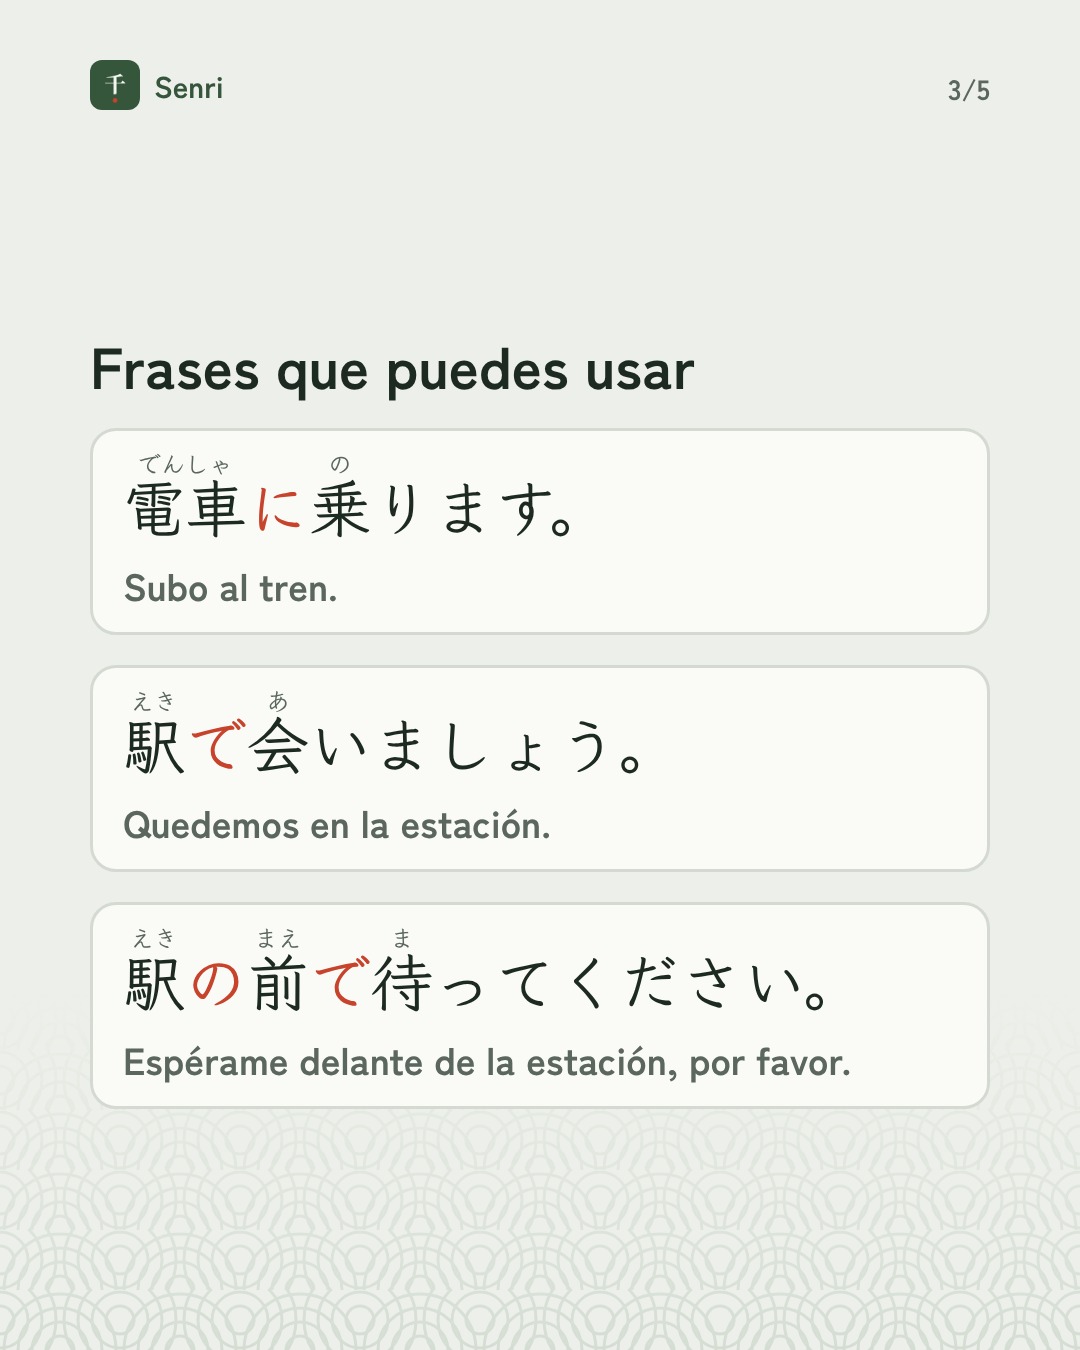 千
Senri
3/5
Frases que puedes usar
でんしゃ の
電車に乗ります。
Subo al tren.
えき あ
駅で会いましょう。
Quedemos en la estación.
えき まえ ま
駅の前で待ってください。
Espérame delante de la estación, por favor.